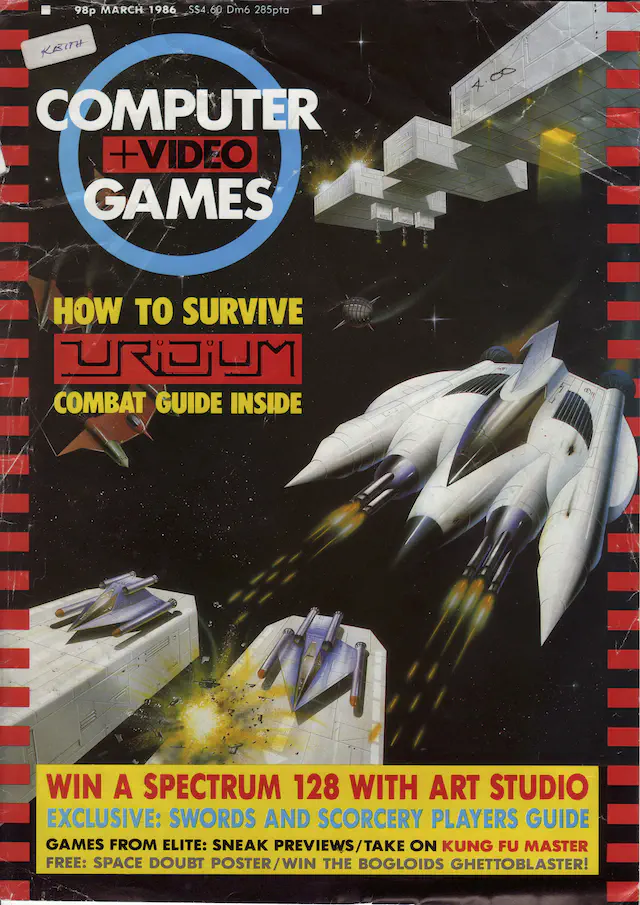 98p MARCH 1986 S$4.60 Dm6 285pta
KEITH
4.00
COMPUTER
+VIDEO
GAMES
HOW TO SURVIVE
URIDIUM
COMBAT GUIDE INSIDE
WIN A SPECTRUM 128 WITH ART STUDIO
EXCLUSIVE: SWORDS AND SCORCERY PLAYERS GUIDE
GAMES FROM ELITE: SNEAK PREVIEWS/TAKE ON KUNG FU MASTER
FREE: SPACE DOUBT POSTER/WIN THE BOGLOIDS GHETTOBLASTER!